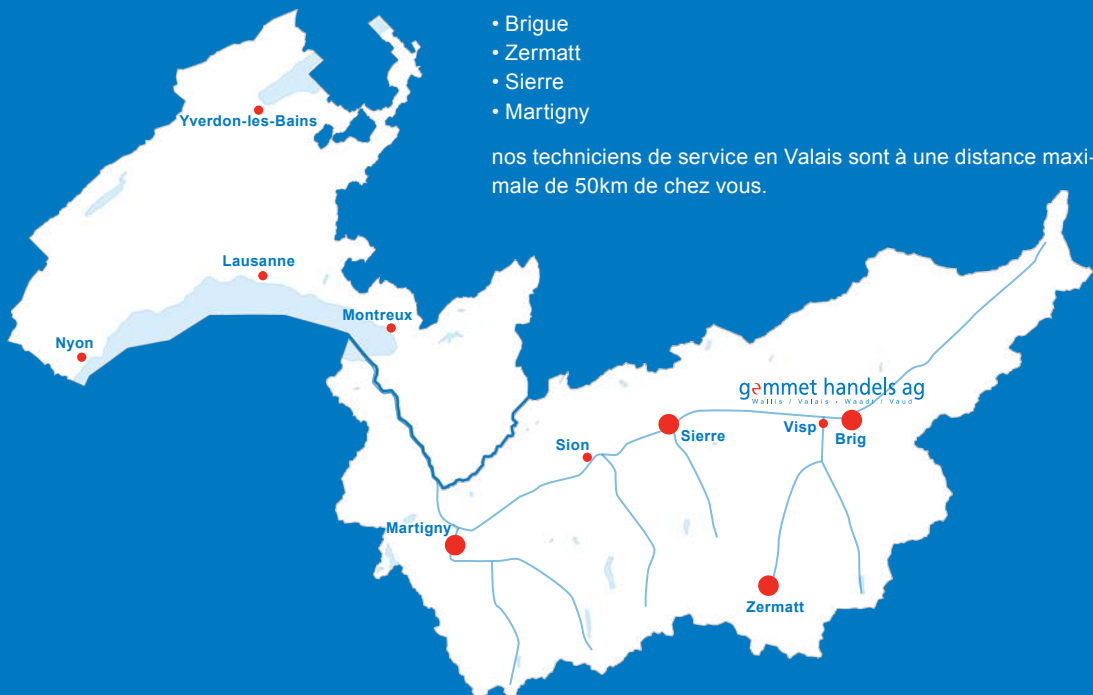 • Brigue
• Zermatt
• Sierre
• Martigny
nos techniciens de service en Valais sont à une distance maxi-
male de 50km de chez vous.
Yverdon-les-Bains
Lausanne
Montreux
Nyon
gemmet handels ag
Wallis / Valais • Waadt / Vaud
Sierre
Visp
Brig
Sion
Martigny
Zermatt